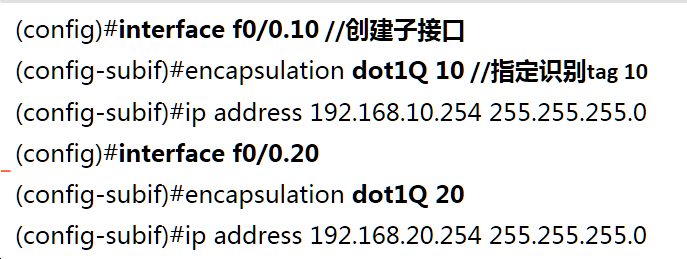 (config)#interface f0/0.10 //创建子接口
(config-subif)#encapsulation dot1Q 10 //指定识别tag 10
(config-subif)#ip address 192.168.10.254 255.255.255.0
(config)#interface f0/0.20
(config-subif)#encapsulation dot1Q 20
(config-subif)#ip address 192.168.20.254 255.255.255.0